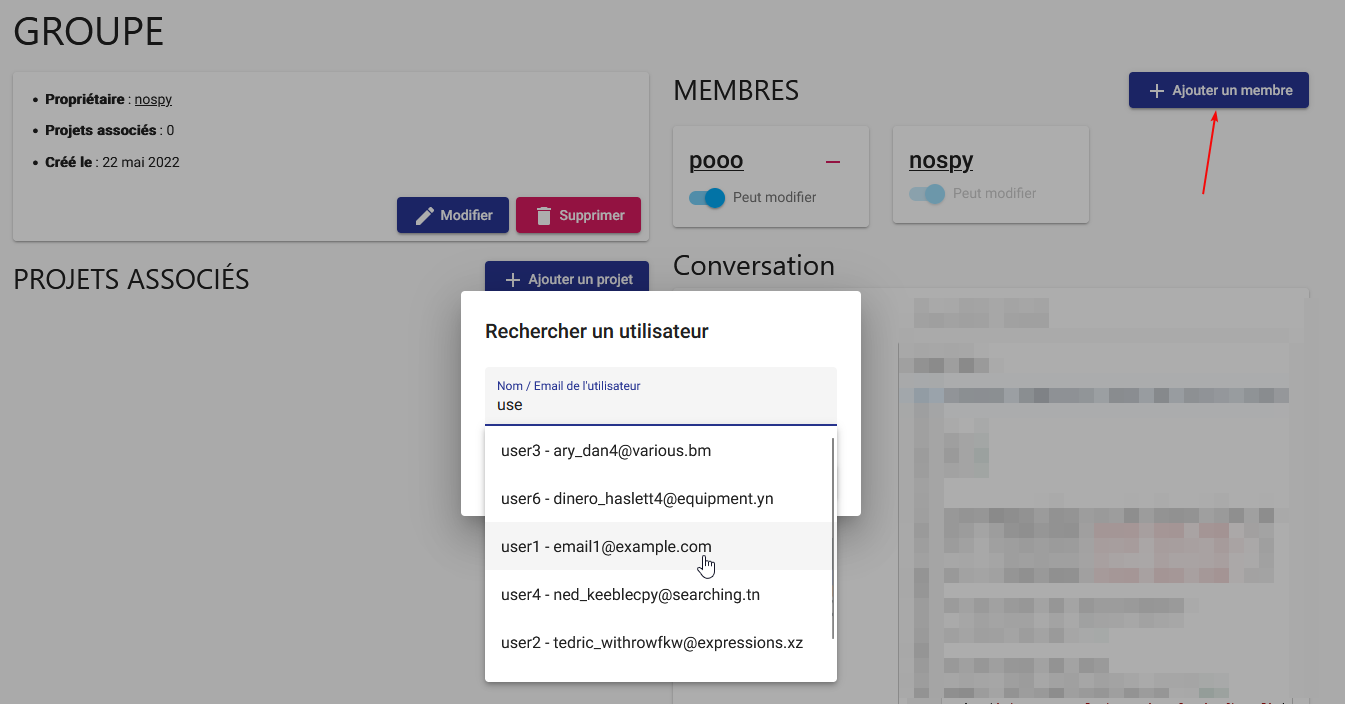 GROUPE
Propriétaire : nospy
Projets associés : 0
Créé le : 22 mai 2022
Modifier
Supprimer
MEMBRES
Ajouter un membre
pooo
Peut modifier
nospy
Peut modifier
PROJETS ASSOCIÉS
Ajouter un projet
Conversation
Rechercher un utilisateur
Nom / Email de l'utilisateur
use
user3 - ary_dan4@various.bm
user6 - dinero_haslett4@equipment.yn
user1 - email1@example.com
user4 - ned_keeblecpy@searching.tn
user2 - tedric_withrowfkw@expressions.xz